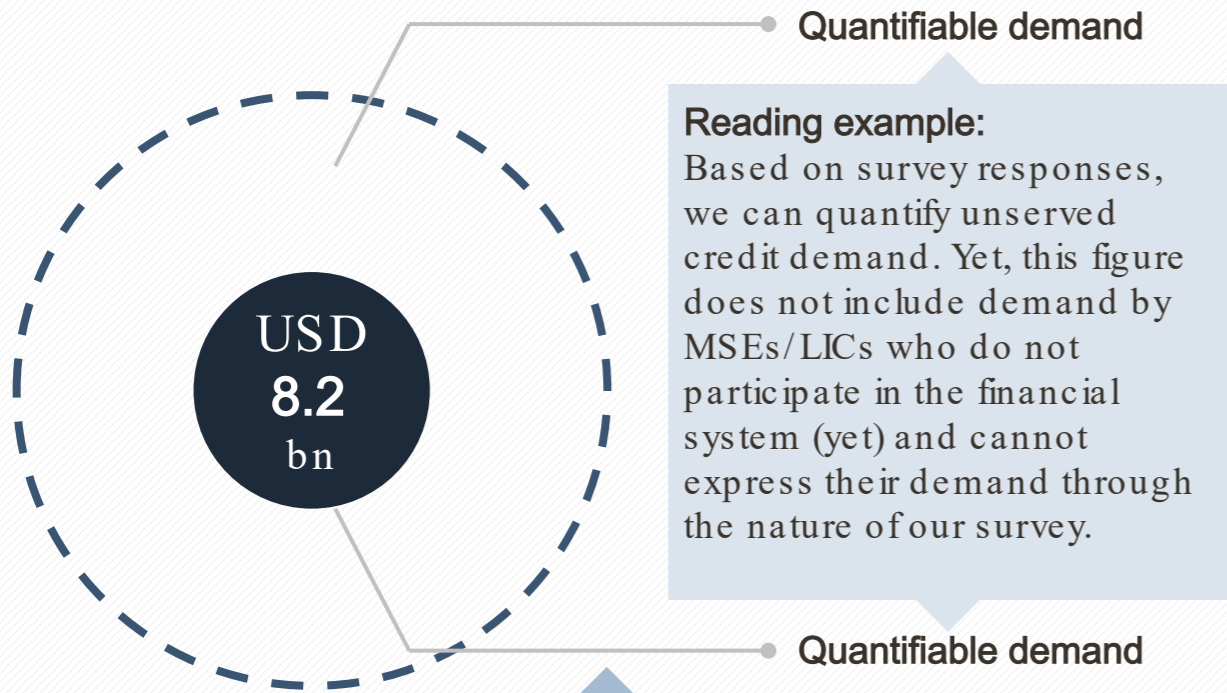 Quantifiable demand
Reading example:
Based on survey responses,
we can quantify unserved
credit demand. Yet, this figure
does not include demand by
MSEs/LICs who do not
participate in the financial
system (yet) and cannot
express their demand through
the nature of our survey.
USD
8.2
bn
Quantifiable demand